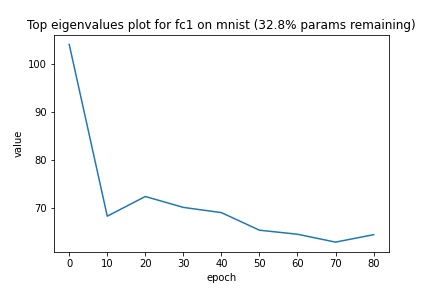 Top eigenvalues plot for fc1 on mnist (32.8% params remaining)
100
90
80
70
value
0 10 20 30 40 50 60 70 80
epoch